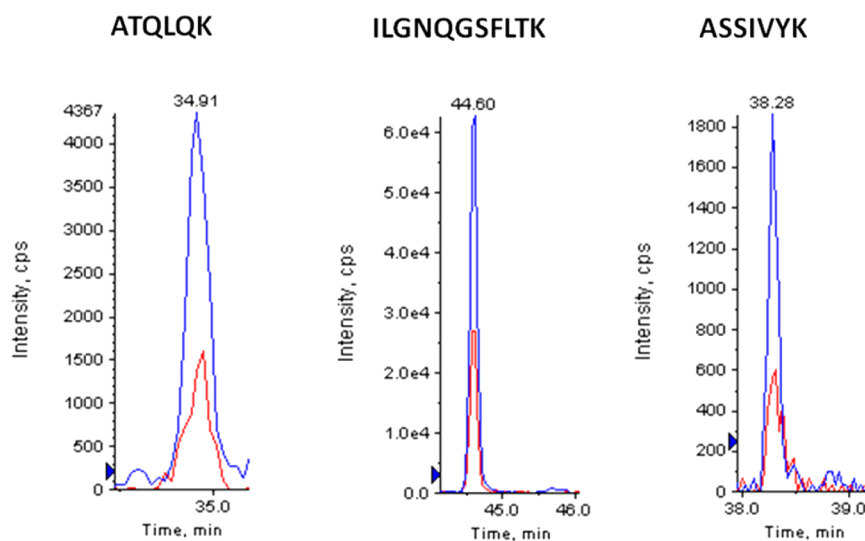 ATQLQK
34.91
4367
4000
3500
3000
2500
2000
1500
1000
500
0
Intensity, cps
35.0
Time, min
ILGNQGSFLTK
44.60
6.0e4
5.0e4
4.0e4
3.0e4
2.0e4
1.0e4
0.0
Intensity, cps
45.0 46.0
Time, min
ASSIVYK
38.28
1800
1600
1400
1200
1000
800
600
400
200
0
Intensity, cps
38.0 39.0
Time, min